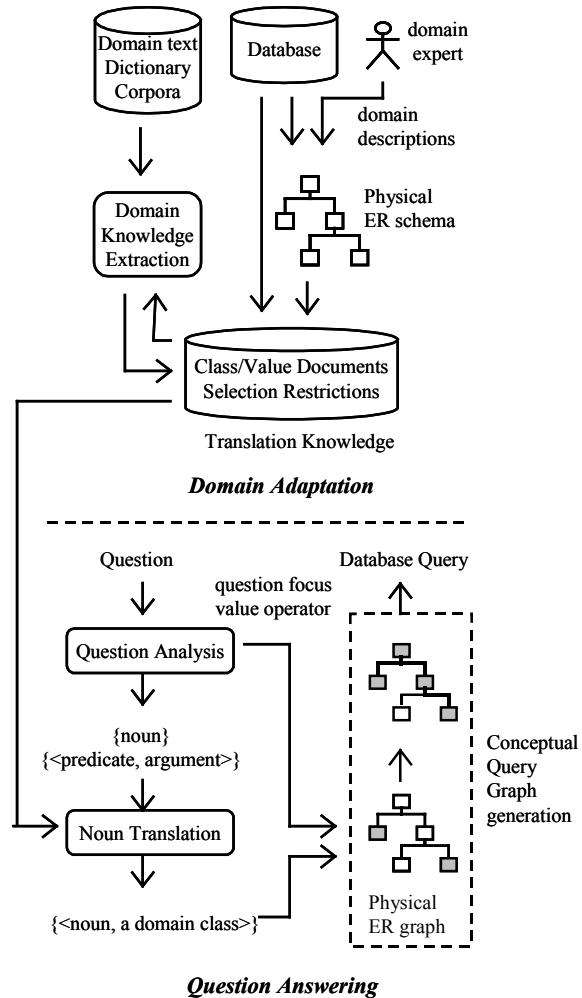 Domain text
Dictionary
Corpora
Database
domain
expert
domain
descriptions
Domain
Knowledge
Extraction
Physical
ER schema
Class/Value Documents
Selection Restrictions
Translation Knowledge
Domain Adaptation
Question
question focus
value operator
Database Query
Question Analysis
{noun}
{<predicate, argument>}
Conceptual
Query
Graph
generation
Noun Translation
{<noun, a domain class>}
Physical
ER graph
Question Answering